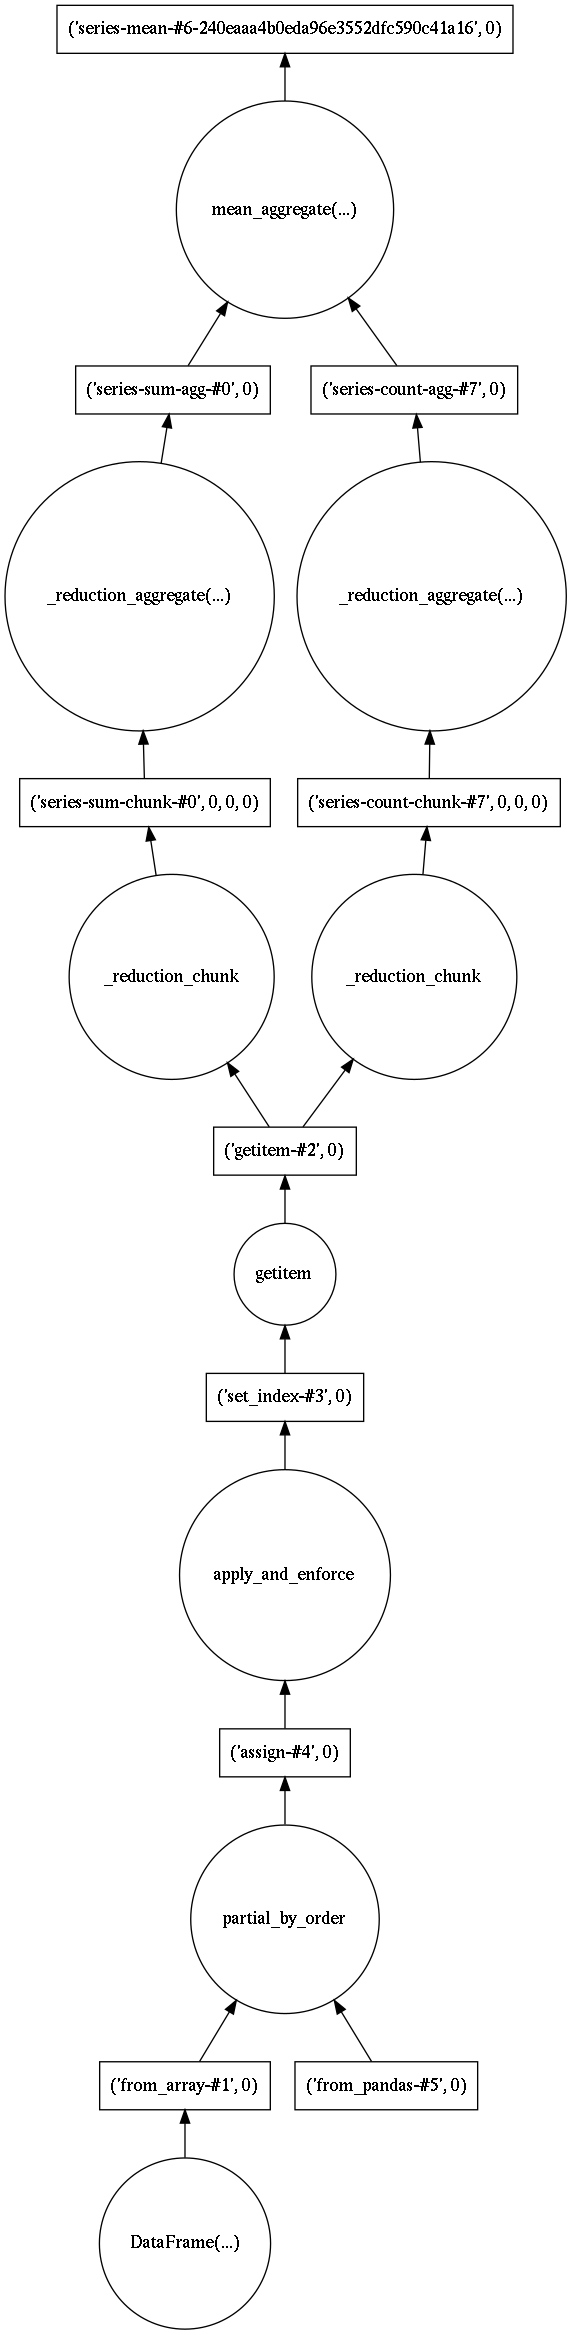 ('series-mean-#6-240eaaa4b0eda96e3552dfc590c41a16', 0)
mean_aggregate(...)
('series-sum-agg-#0', 0)
('series-count-agg-#7', 0)
_reduction_aggregate(...)
_reduction_aggregate(...)
('series-sum-chunk-#0', 0, 0, 0)
('series-count-chunk-#7', 0, 0, 0)
_reduction_chunk
_reduction_chunk
('getitem-#2', 0)
getitem
('set_index-#3', 0)
apply_and_enforce
('assign-#4', 0)
partial_by_order
('from_array-#1', 0)
('from_pandas-#5', 0)
DataFrame(...)